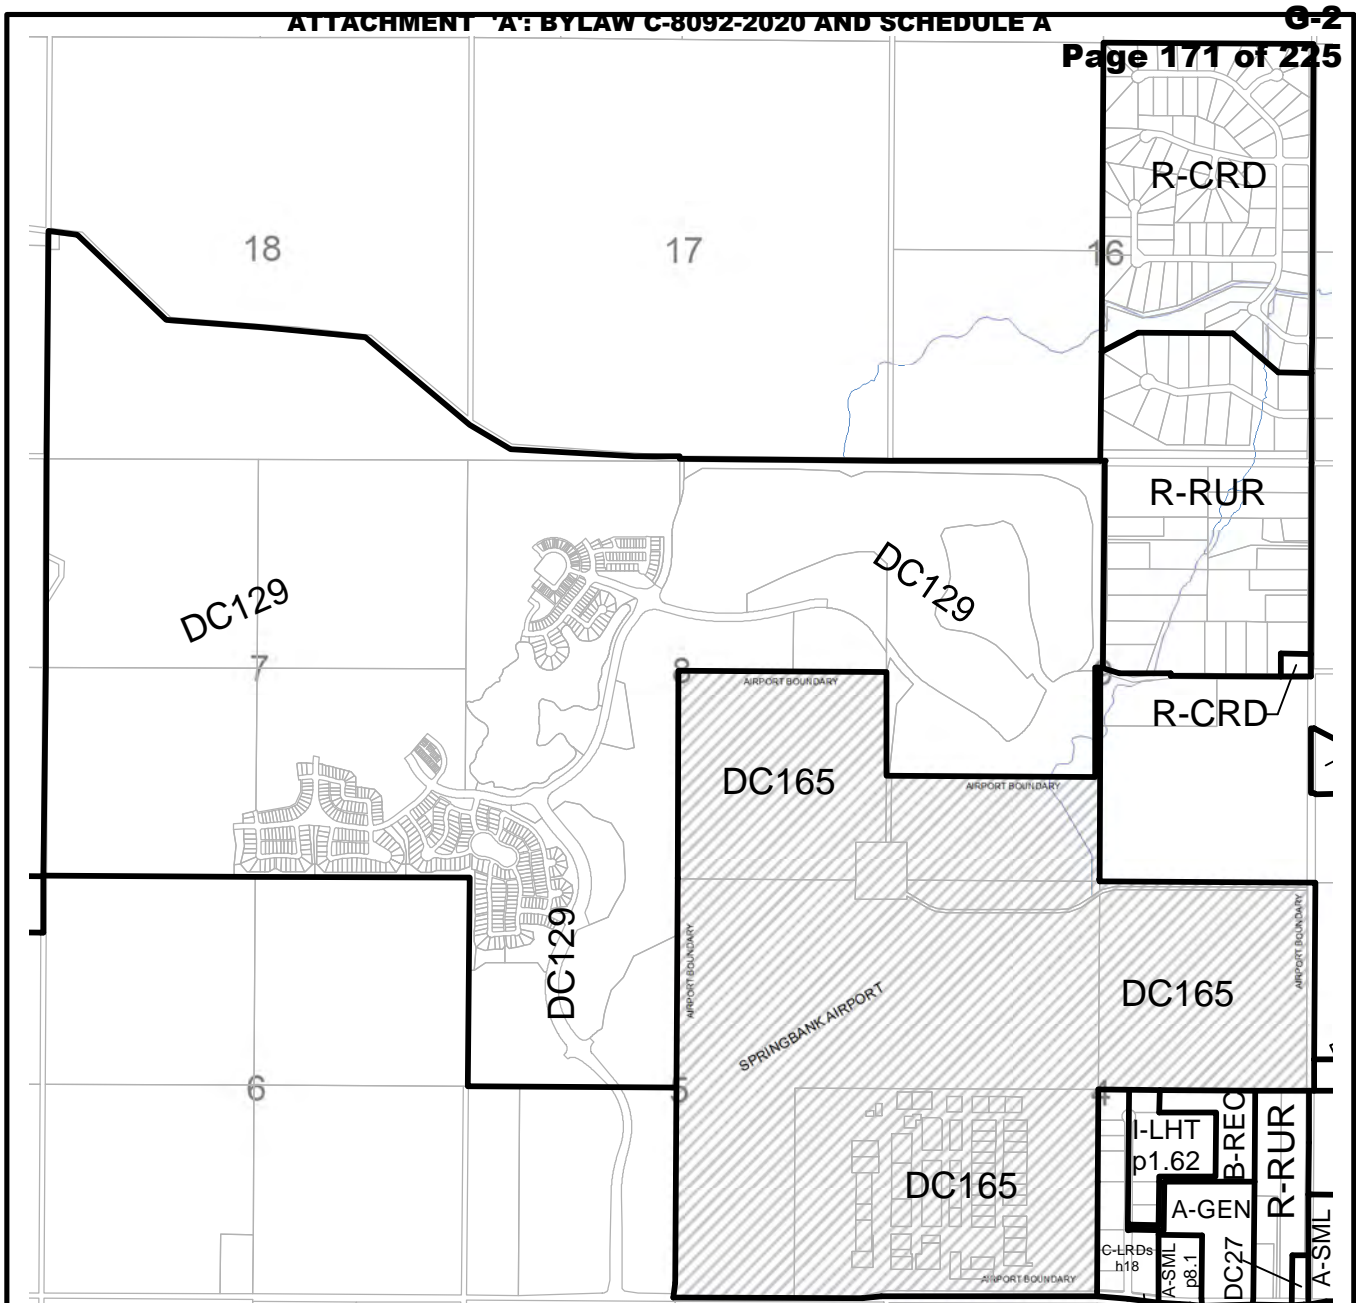 ATTACHMENT 'A': BYLAW C-8092-2020 AND SCHEDULE A
G-2
Page 171 of 225
R-CRD
18
17
16
R-RUR
DC129
DC129
7
8
9
AIRPORT BOUNDARY
R-CRD
DC165
AIRPORT BOUNDARY
DC129
AIRPORT BOUNDARY
AIRPORT BOUNDARY
DC165
SPRINGBANK AIRPORT
6
5
4
I-LHT
p1.62
B-REC
R-RUR
DC165
A-GEN
C-LRDs
h18
A-SML
p8.1
DC27
A-SML
AIRPORT BOUNDARY